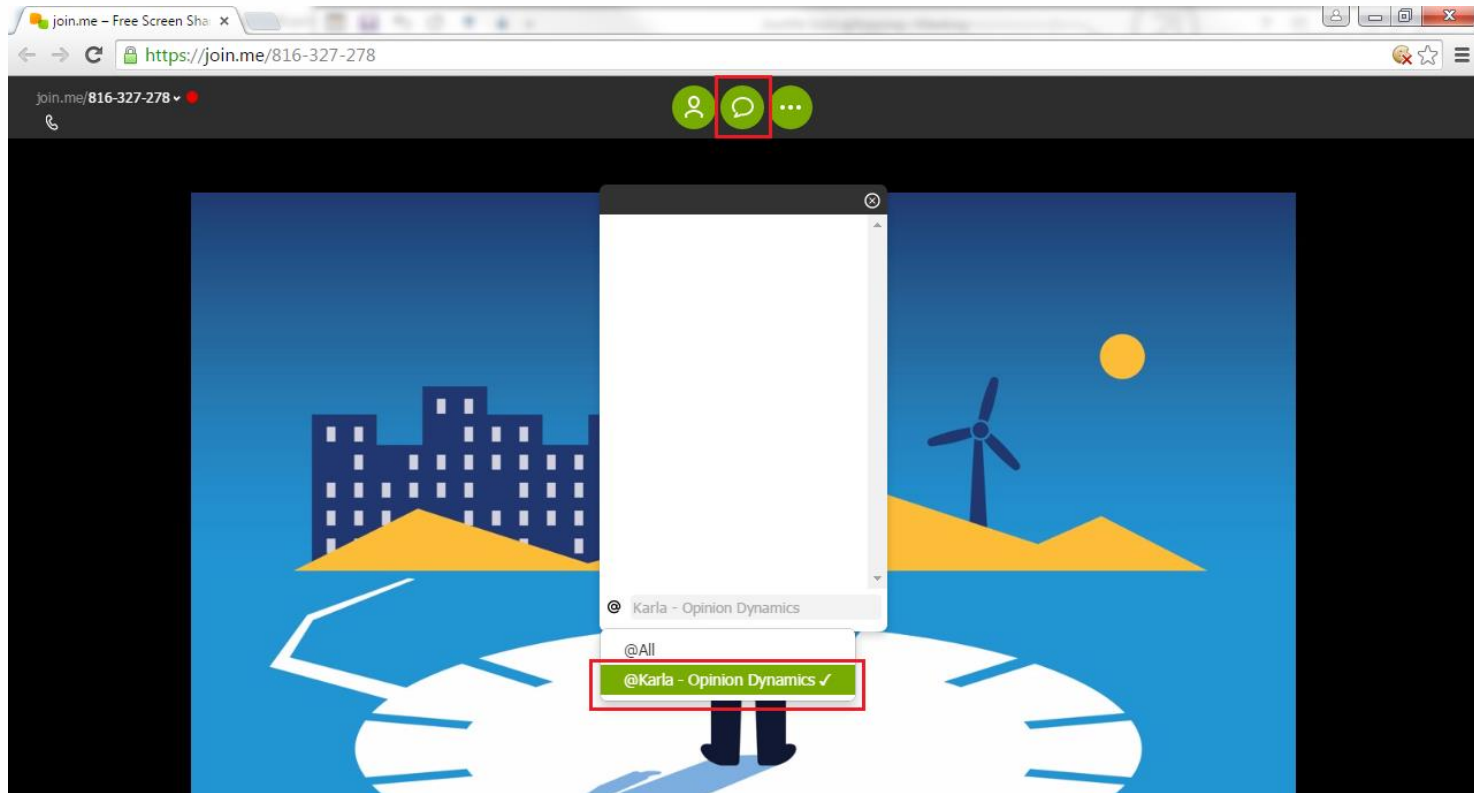 join.me – Free Screen Sha
https://join.me/816-327-278
join.me/816-327-278
@ Karla - Opinion Dynamics
@All
@Karla - Opinion Dynamics ✓